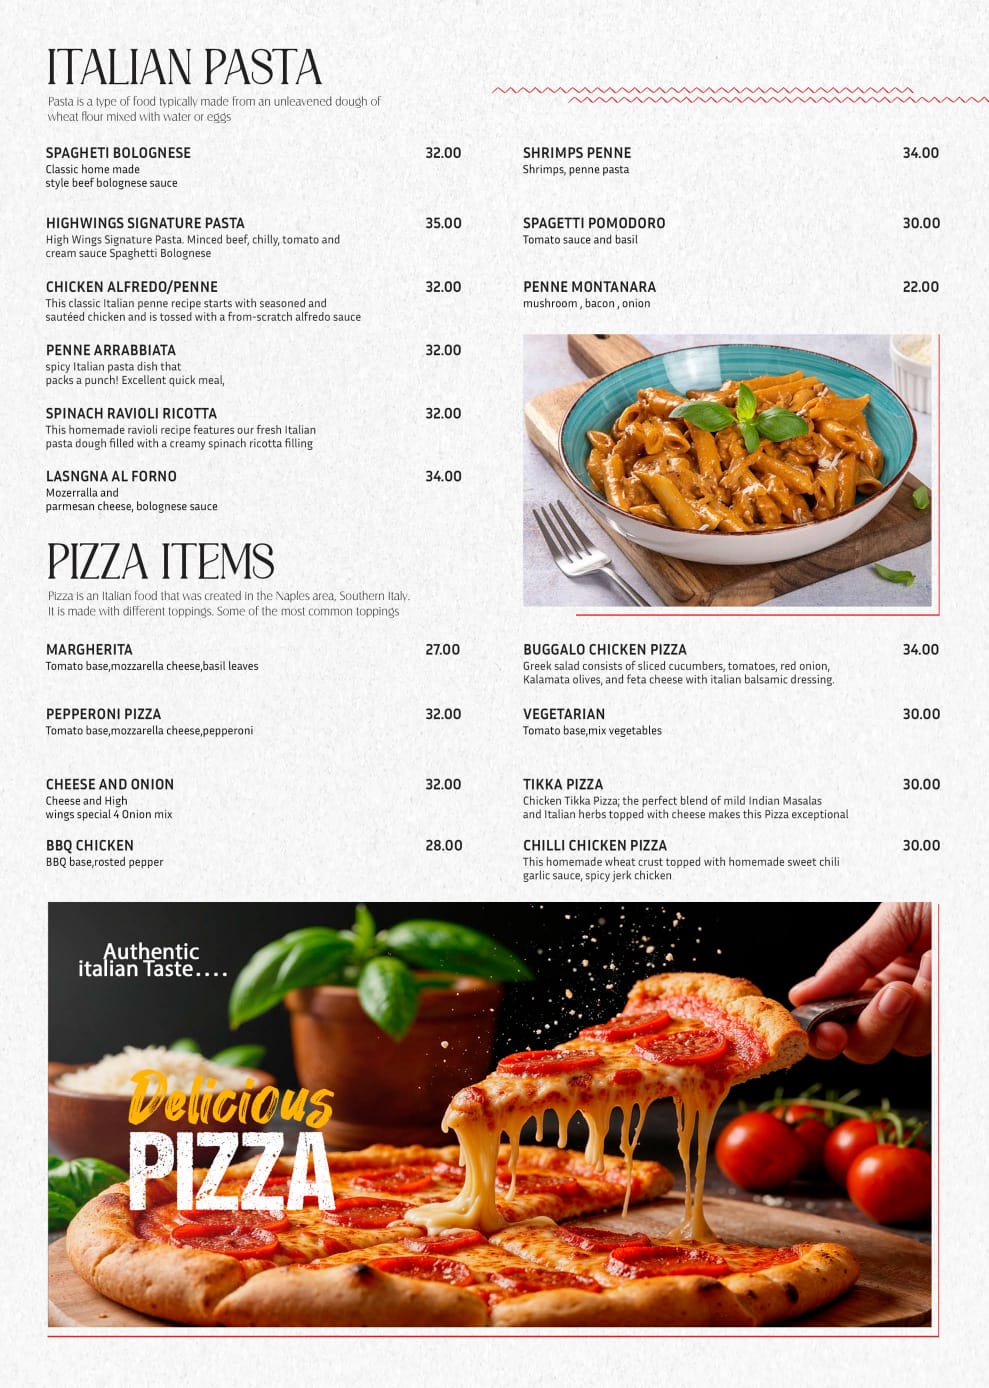 ITALIAN PASTA
Pasta is a type of food typically made from an unleavened dough of
wheat flour mixed with water or eggs
SPAGHETI BOLOGNESE 32.00
Classic home made
style beef bolognese sauce
HIGHWINGS SIGNATURE PASTA 35.00
High Wings Signature Pasta. Minced beef, chilly, tomato and
cream sauce Spaghetti Bolognese
CHICKEN ALFREDO/PENNE 32.00
This classic Italian penne recipe starts with seasoned and
sautéed chicken and is tossed with a from-scratch alfredo sauce
PENNE ARRABBIATA 32.00
spicy Italian pasta dish that
packs a punch! Excellent quick meal,
SPINACH RAVIOLI RICOTTA 32.00
This homemade ravioli recipe features our fresh Italian
pasta dough filled with a creamy spinach ricotta filling
LASNGNA AL FORNO 34.00
Mozerralla and
parmesan cheese, bolognese sauce
SHRIMPS PENNE 34.00
Shrimps, penne pasta
SPAGETTI POMODORO 30.00
Tomato sauce and basil
PENNE MONTANARA 22.00
mushroom , bacon , onion
PIZZA ITEMS
Pizza is an Italian food that was created in the Naples area, Southern Italy.
It is made with different toppings. Some of the most common toppings
MARGHERITA 27.00
Tomato base,mozzarella cheese,basil leaves
PEPPERONI PIZZA 32.00
Tomato base,mozzarella cheese,pepperoni
CHEESE AND ONION 32.00
Cheese and High
wings special 4 Onion mix
BBQ CHICKEN 28.00
BBQ base,rosted pepper
BUGGALO CHICKEN PIZZA 34.00
Greek salad consists of sliced cucumbers, tomatoes, red onion,
Kalamata olives, and feta cheese with italian balsamic dressing.
VEGETARIAN 30.00
Tomato base,mix vegetables
TIKKA PIZZA 30.00
Chicken Tikka Pizza; the perfect blend of mild Indian Masalas
and Italian herbs topped with cheese makes this Pizza exceptional
CHILLI CHICKEN PIZZA 30.00
This homemade wheat crust topped with homemade sweet chili
garlic sauce, spicy jerk chicken
Authentic
italian Taste....
Delicious
PIZZA